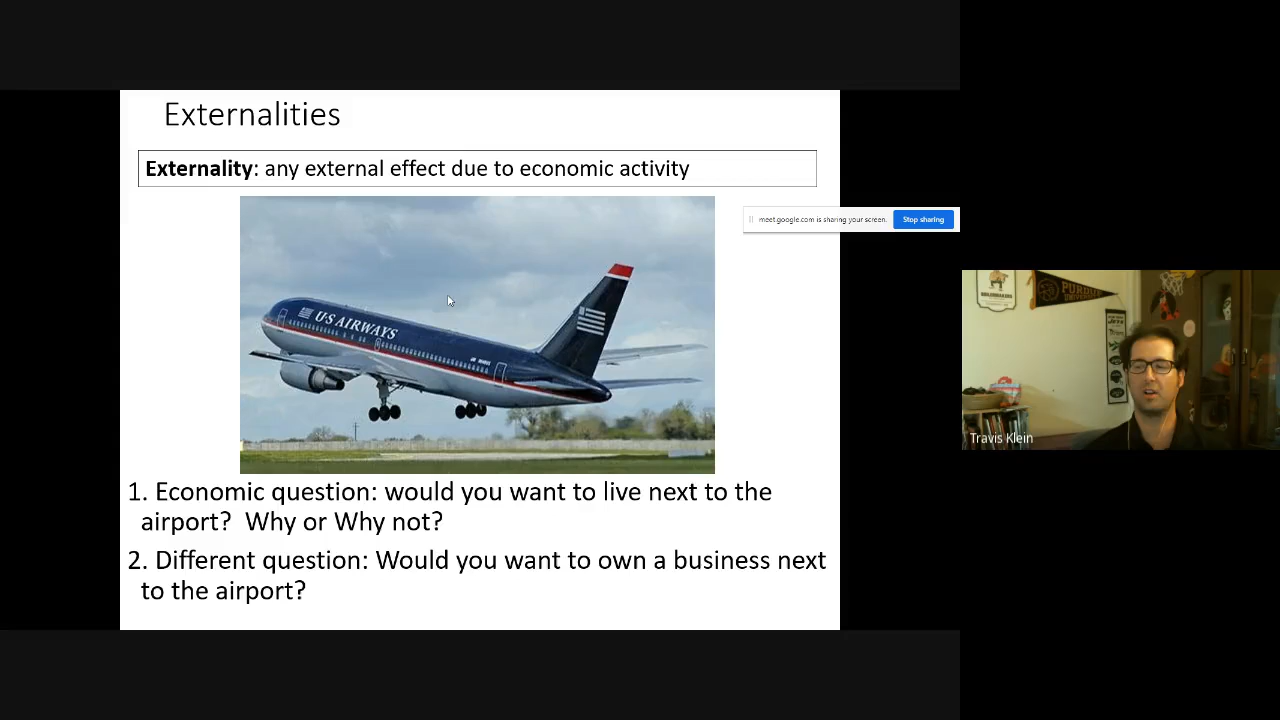 Externalities
Externality: any external effect due to economic activity
meet.google.com is sharing your screen.
Stop sharing
U·S AIRWAYS
PURDUE
UNIVERSITY
1. Economic question: would you want to live next to the
airport? Why or Why not?
2. Different question: Would you want to own a business next
to the airport?
Travis Klein